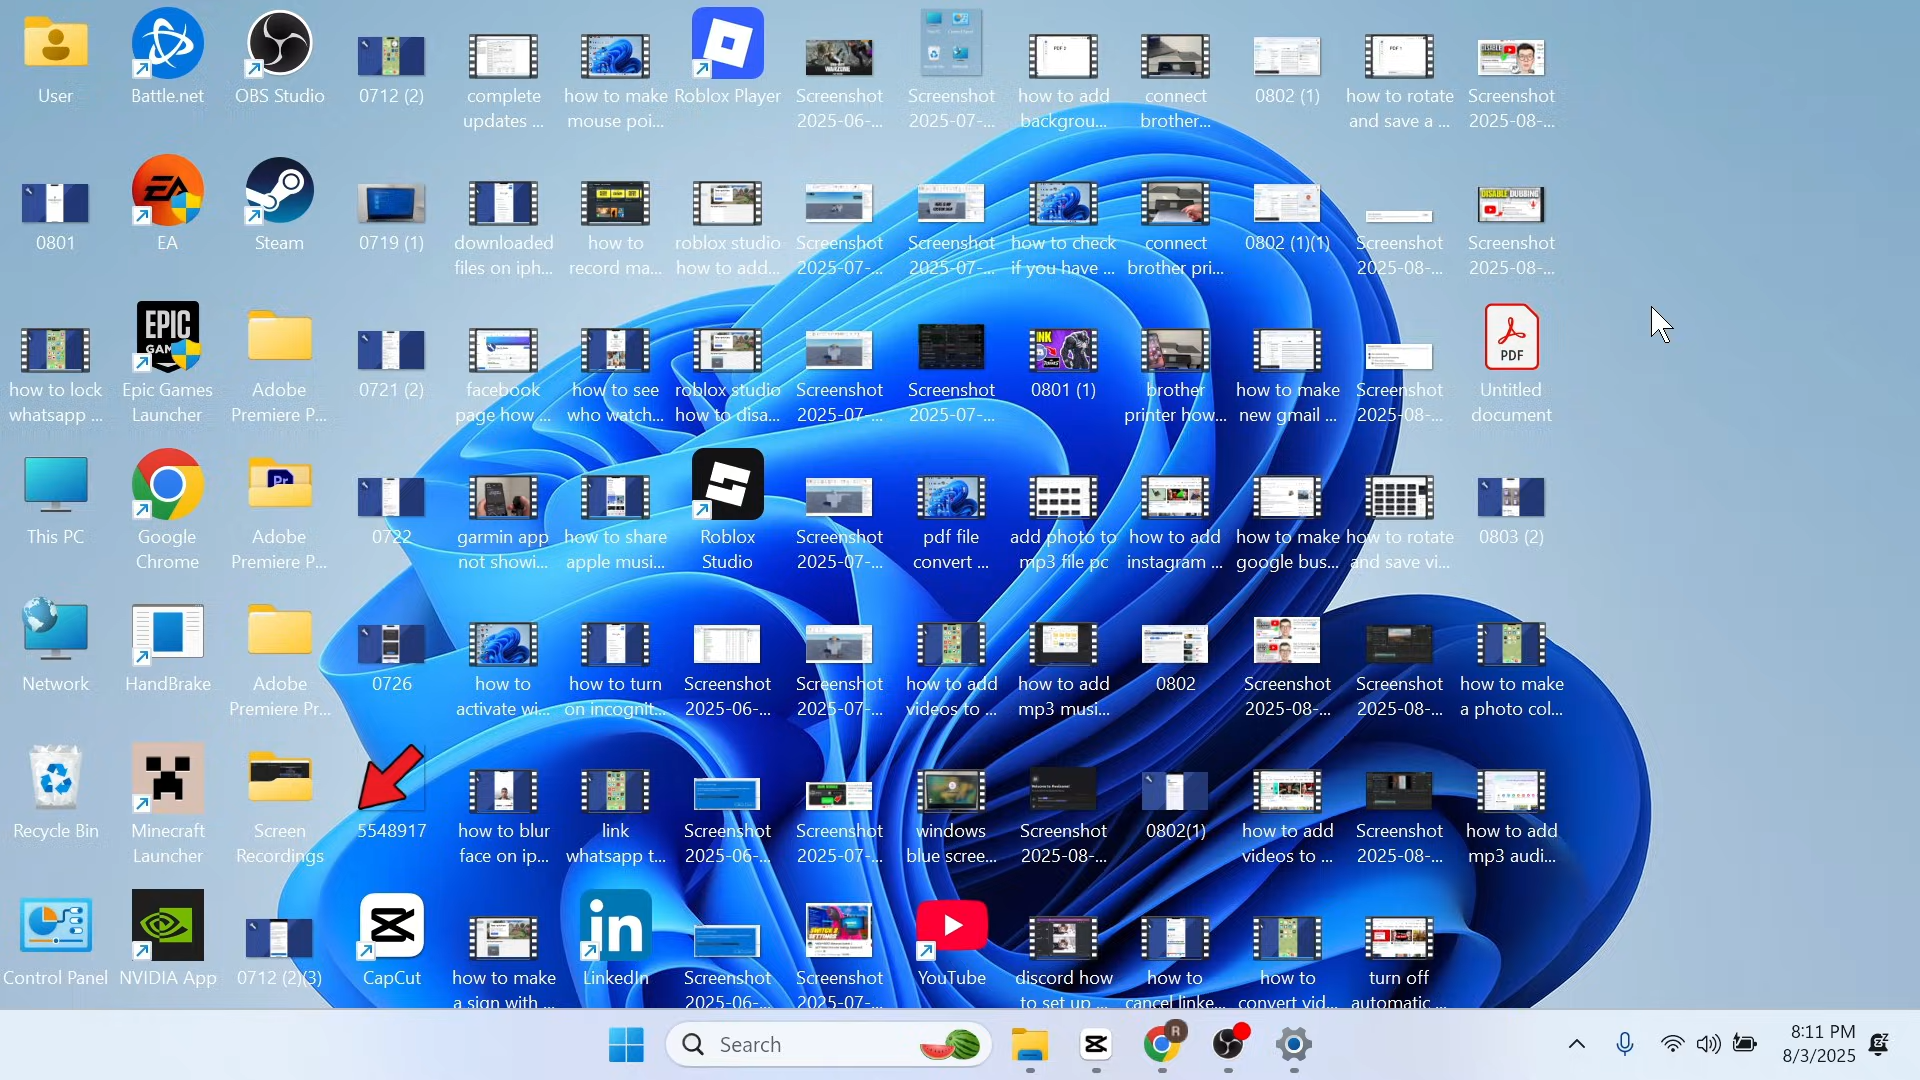 User
Battle.net
OBS Studio
0712 (2)
complete
updates ...
how to make
mouse poi...
Roblox Player
Screenshot
2025-06-...
Screenshot
2025-07-...
how to add
backgrou...
connect
brother...
0802 (1)
how to rotate
and save a ...
Screenshot
2025-08-...
0801
EA
Steam
0719 (1)
downloaded
files on iph...
how to
record ma...
roblox studio
how to add...
Screenshot
2025-07-...
Screenshot
2025-07-...
how to check
if you have ...
connect
brother pri...
0802 (1)(1)
Screenshot
2025-08-...
Screenshot
2025-08-...
how to lock
whatsapp ...
Epic Games
Launcher
Adobe
Premiere P...
0721 (2)
facebook
page how ...
how to see
who watch...
roblox studio
how to disa...
Screenshot
2025-07-...
Screenshot
2025-07-...
0801 (1)
brother
printer how...
how to make
new gmail ...
Screenshot
2025-08-...
PDF
Untitled
document
This PC
Google
Chrome
Adobe
Premiere P...
0722
garmin app
not showi...
how to share
apple musi...
Roblox
Studio
Screenshot
2025-07-...
pdf file
convert ...
add photo to
mp3 file pc
how to add
instagram ...
how to make
google bus...
how to rotate
and save vi...
0803 (2)
Network
HandBrake
Adobe
Premiere Pr...
0726
how to
activate wi...
how to turn
on incognit...
Screenshot
2025-06-...
Screenshot
2025-07-...
how to add
videos to ...
how to add
mp3 musi...
0802
Screenshot
2025-08-...
Screenshot
2025-08-...
how to make
a photo col...
Recycle Bin
Minecraft
Launcher
Screen
Recordings
5548917
how to blur
face on ip...
link
whatsapp t...
Screenshot
2025-06-...
Screenshot
2025-07-...
windows
blue scree...
Screenshot
2025-08-...
0802(1)
how to add
videos to ...
Screenshot
2025-08-...
how to add
mp3 audi...
Control Panel
NVIDIA App
0712 (2)(3)
CapCut
how to make
a sign with ...
LinkedIn
Screenshot
2025-06-...
Screenshot
2025-07-...
YouTube
discord how
to set up ...
how to
cancel linke...
how to
convert vid...
turn off
automatic ...
Search
8:11 PM
8/3/2025